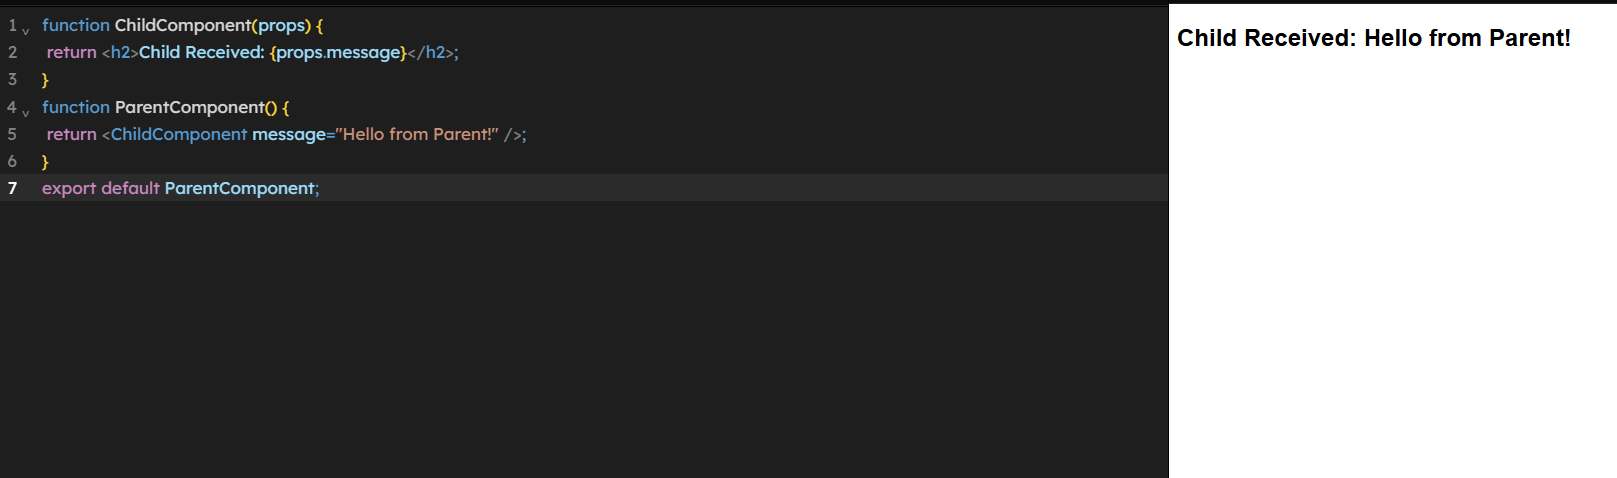 1 function ChildComponent(props) {
2 return <h2>Child Received: {props.message}</h2>;
3 }
4 function ParentComponent() {
5 return <ChildComponent message="Hello from Parent!" />;
6 }
7 export default ParentComponent;
Child Received: Hello from Parent!